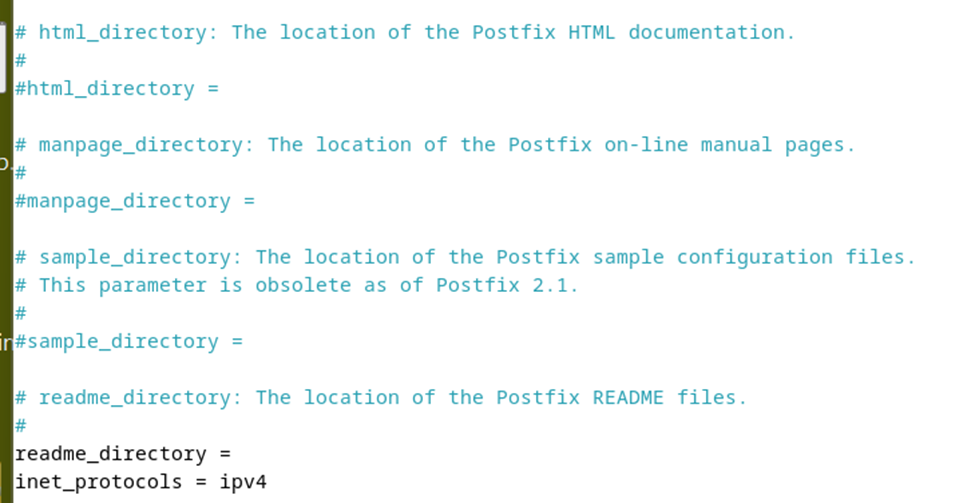 # html_directory: The location of the Postfix HTML documentation.
#
#html_directory =
# manpage_directory: The location of the Postfix on-line manual pages.
#
#manpage_directory =
# sample_directory: The location of the Postfix sample configuration files.
# This parameter is obsolete as of Postfix 2.1.
#
#sample_directory =
# readme_directory: The location of the Postfix README files.
#
readme_directory =
inet_protocols = ipv4